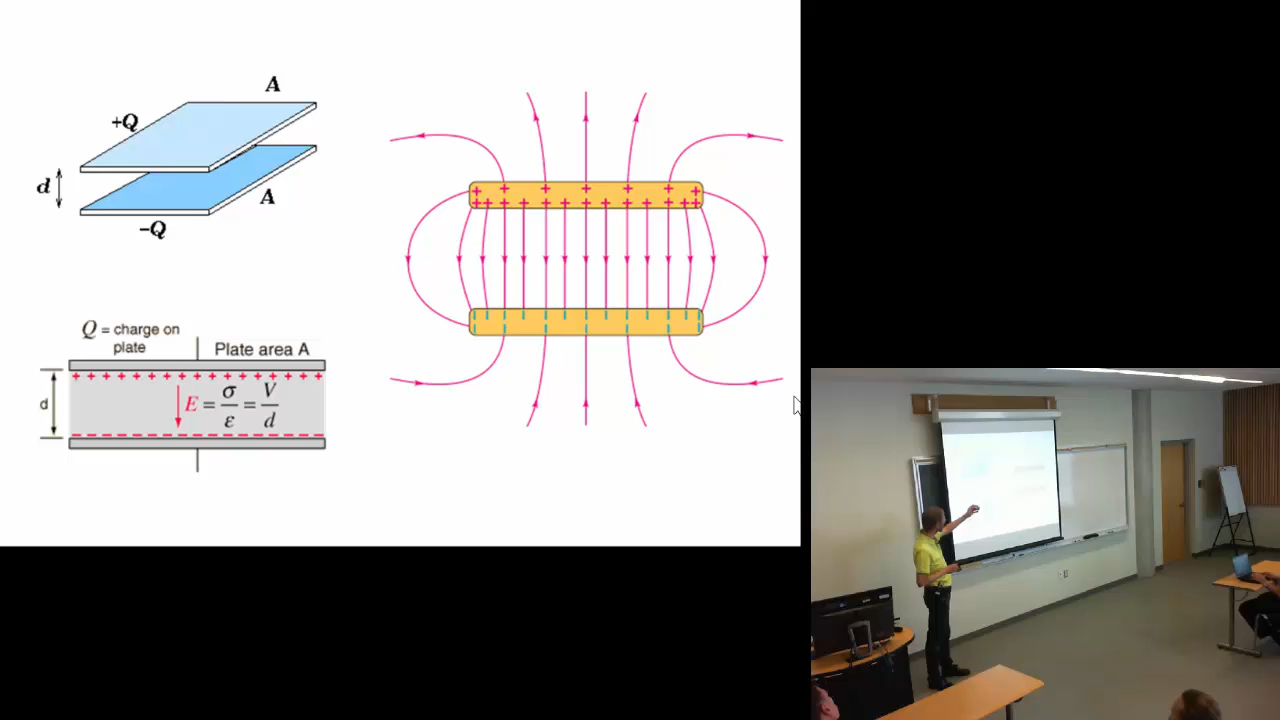 A
+Q
d
A
−Q
Q = charge on
plate
Plate area A
d
E = σ/ε = V/d